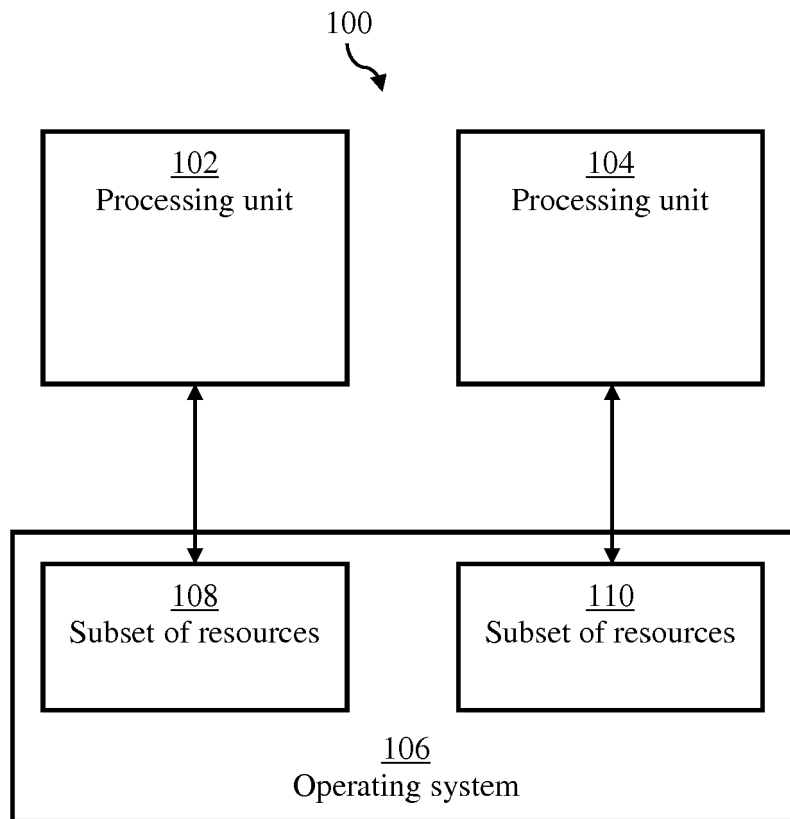 100
102
Processing unit
104
Processing unit
108
Subset of resources
110
Subset of resources
106
Operating system